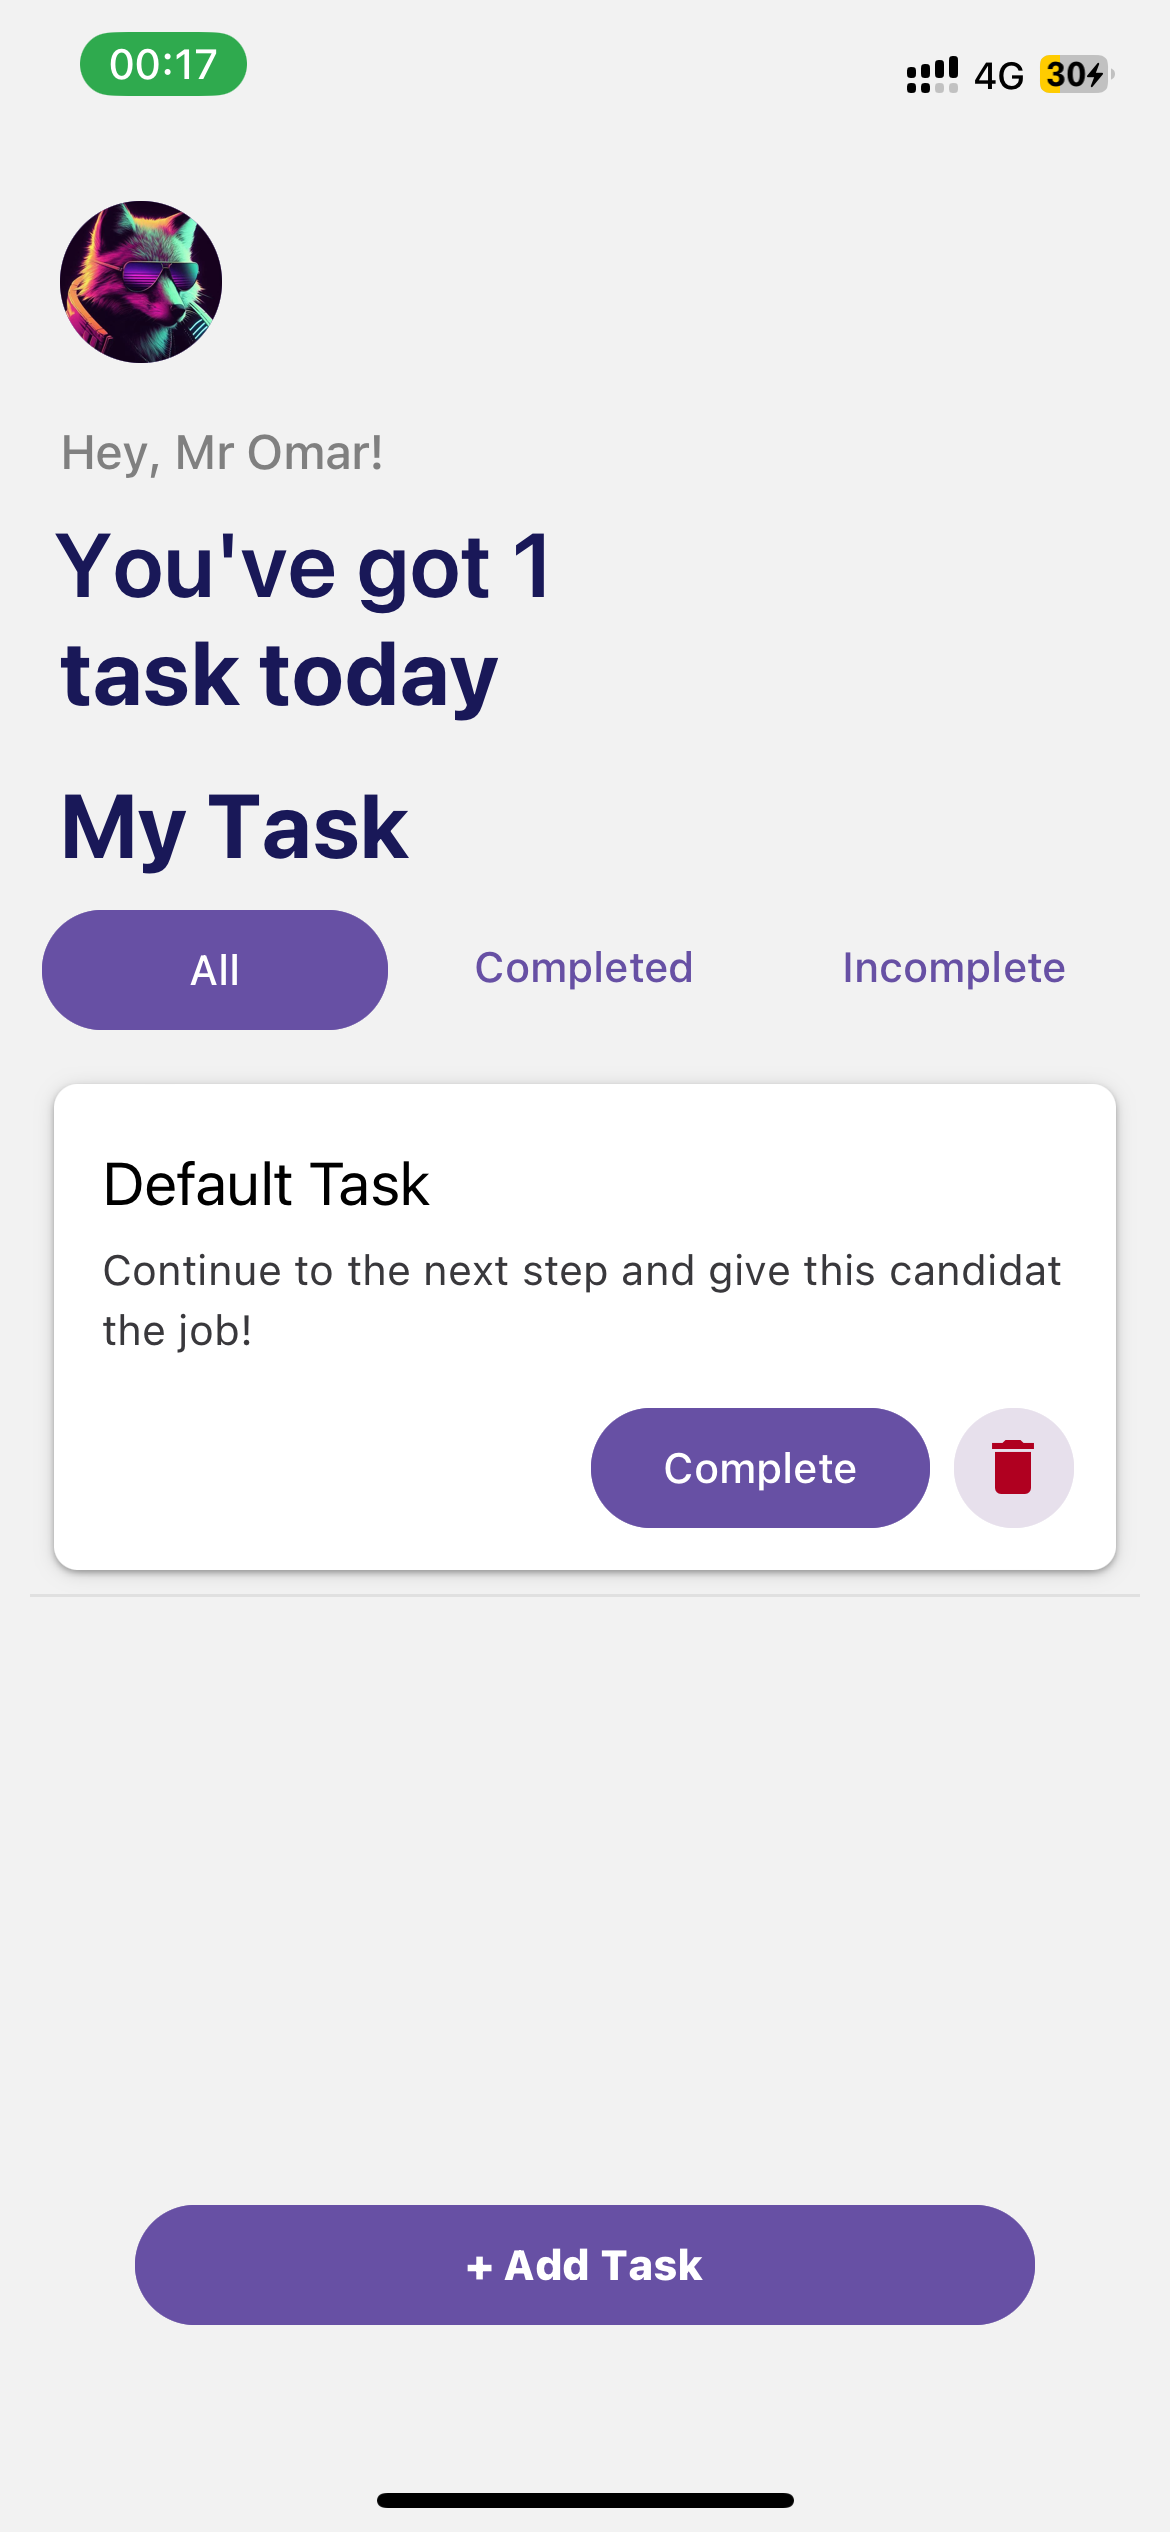 00:17
4G
30
Hey, Mr Omar!
You've got 1
task today
My Task
All
Completed
Incomplete
Default Task
Continue to the next step and give this candidat
the job!
Complete
+ Add Task